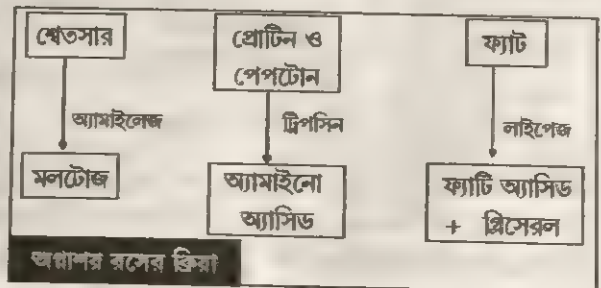 শ্বেতসার
প্রোটিন ও
পেপটোন
ফ্যাট
অ্যামাইলেজ
ট্রিপসিন
লাইপেজ
মলটোজ
অ্যামাইনো
অ্যাসিড
ফ্যাটি অ্যাসিড
+ গ্লিসেরল
অগ্ন্যাশয় রসের ক্রিয়া